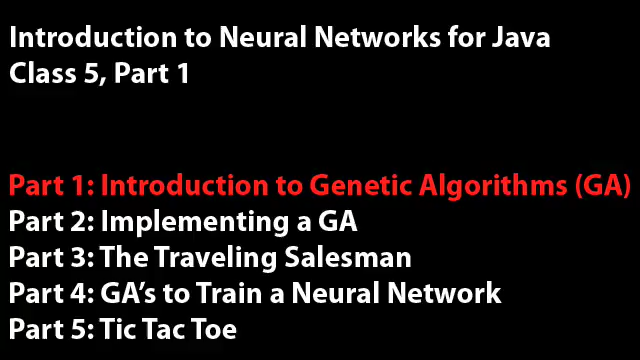 Introduction to Neural Networks for Java
Class 5, Part 1
Part 1: Introduction to Genetic Algorithms (GA)
Part 2: Implementing a GA
Part 3: The Traveling Salesman
Part 4: GA’s to Train a Neural Network
Part 5: Tic Tac Toe